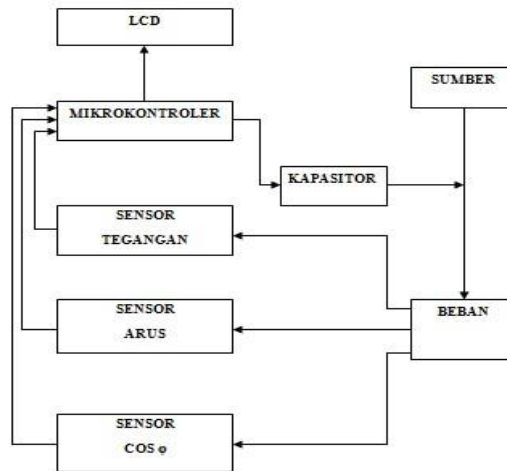 LCD
SUMBER
MIKROKONTROLER
KAPASITOR
SENSOR
TEGANGAN
SENSOR
ARUS
BEBAN
SENSOR
COS φ